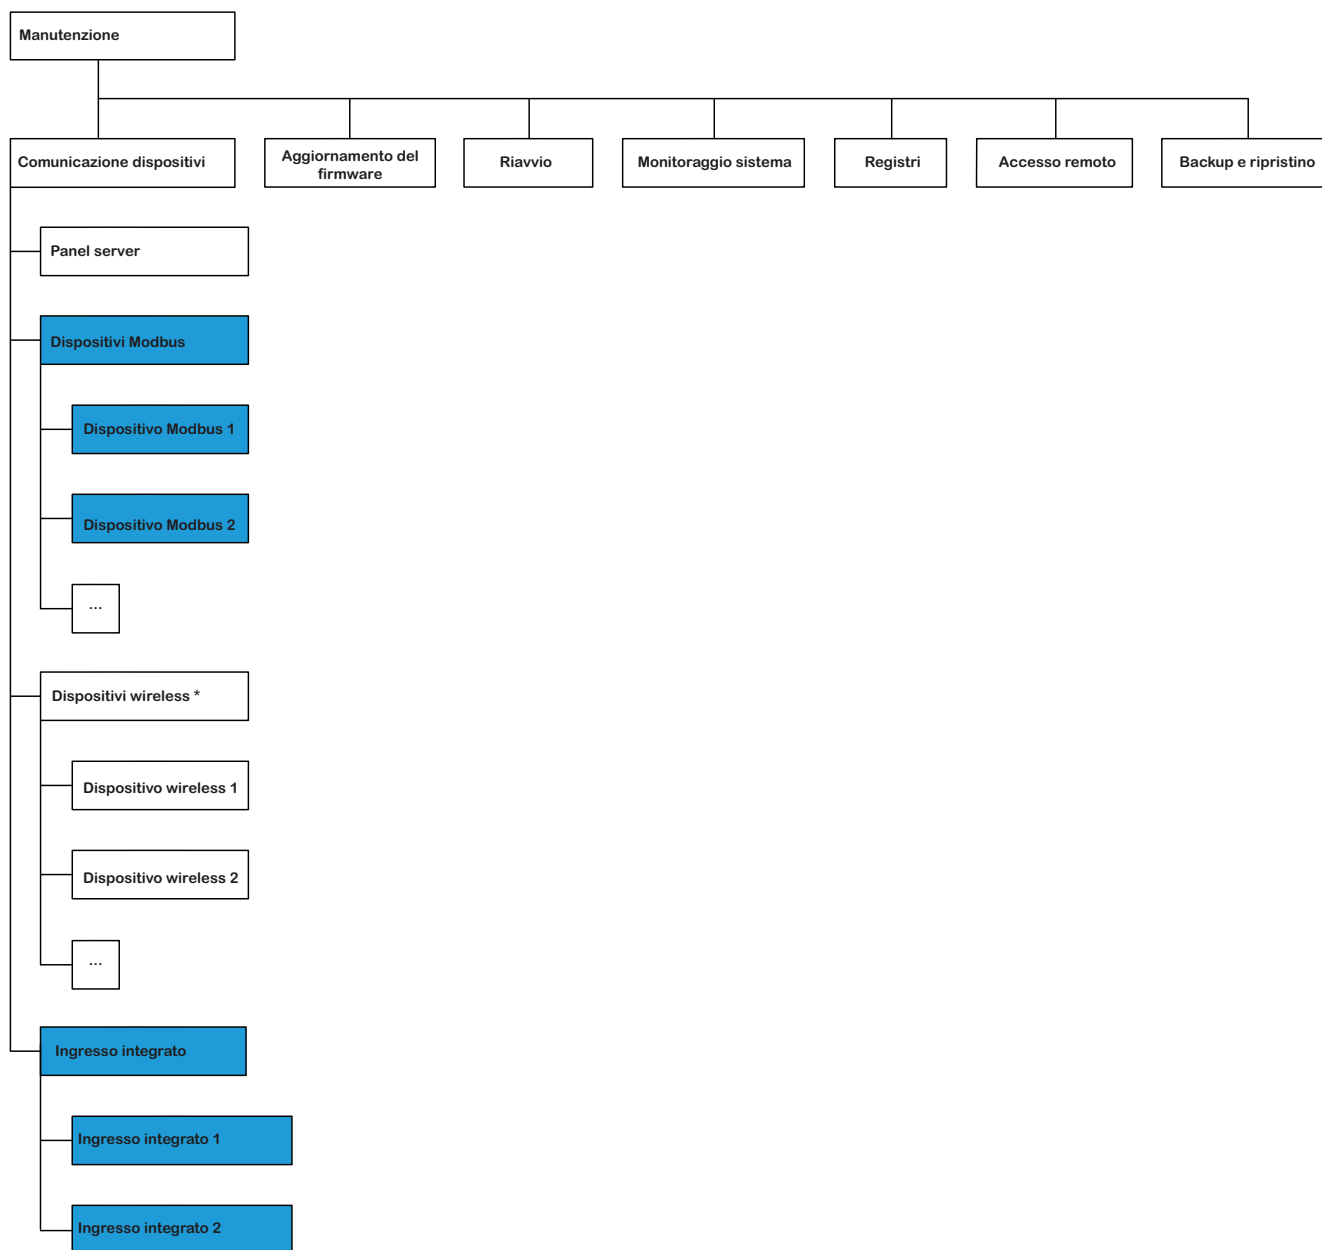 Manutenzione
Comunicazione dispositivi
Aggiornamento del
firmware
Riavvio
Monitoraggio sistema
Registri
Accesso remoto
Backup e ripristino
Panel server
Dispositivi Modbus
Dispositivo Modbus 1
Dispositivo Modbus 2
...
Dispositivi wireless *
Dispositivo wireless 1
Dispositivo wireless 2
...
Ingresso integrato
Ingresso integrato 1
Ingresso integrato 2